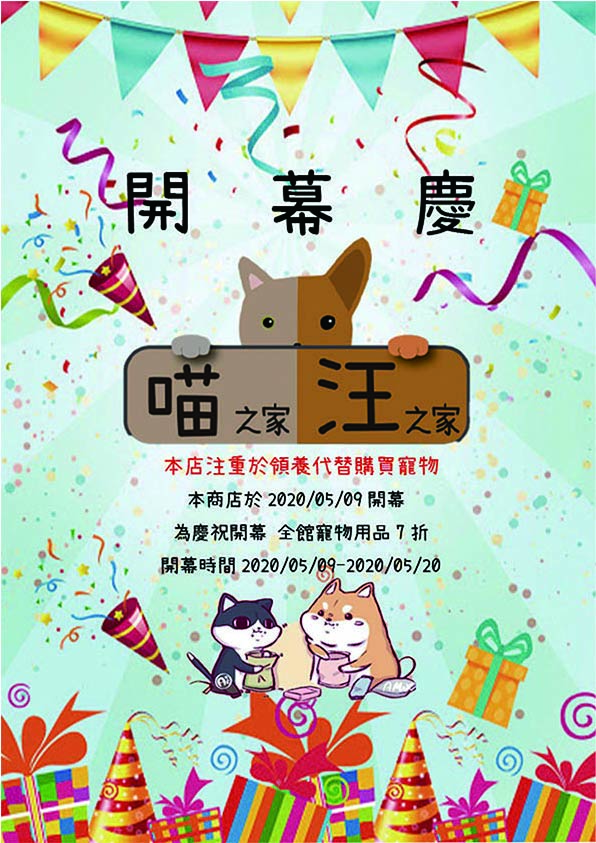 開幕慶
喵之家 汪之家
本店注重於領養代替購買寵物
本商店於 2020/05/09 開幕
為慶祝開幕 全館寵物用品 7 折
開幕時間 2020/05/09-2020/05/20